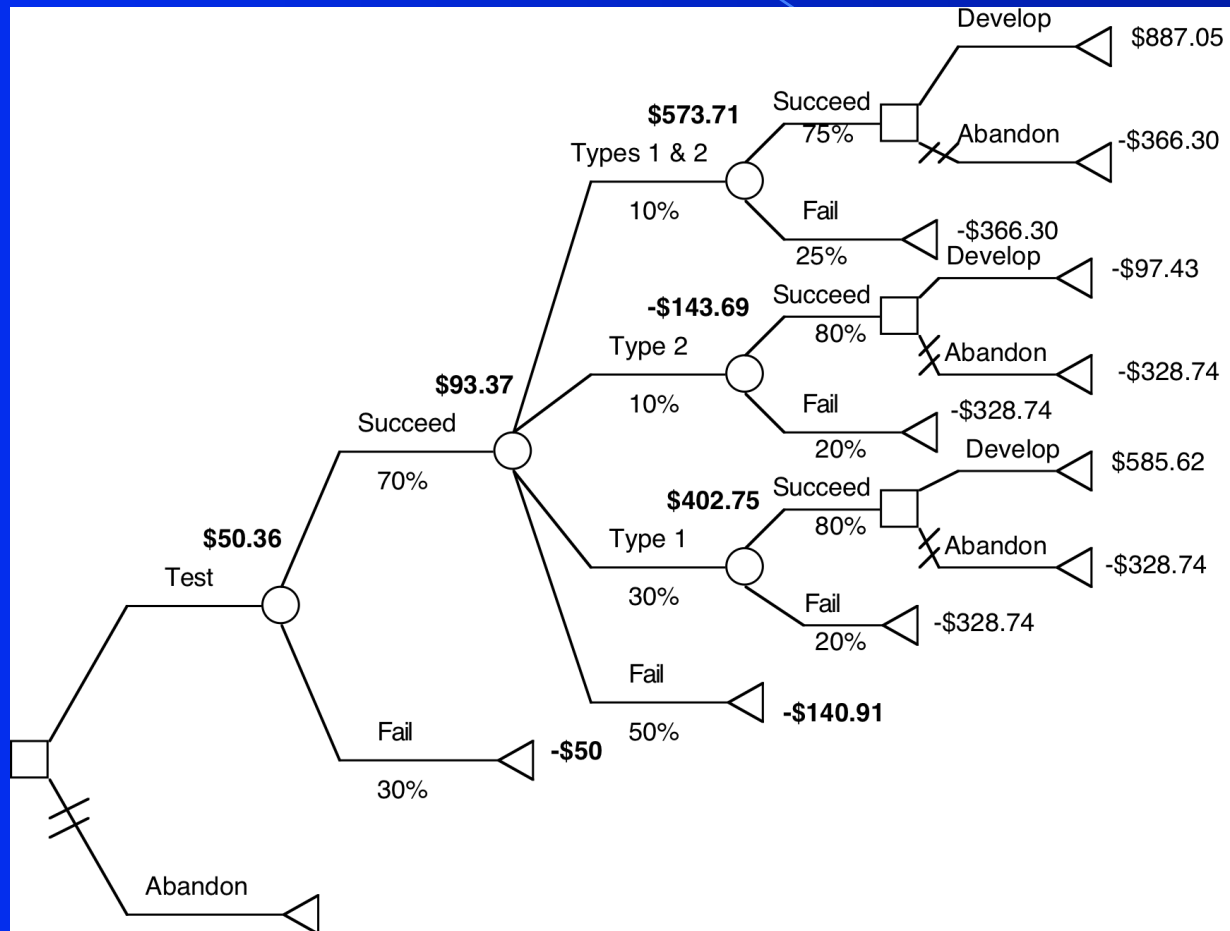 Develop
$887.05
Succeed
$573.71
75%
Abandon
-$366.30
Types 1 & 2
10%
Fail
-$366.30
25%
Develop
-$97.43
Succeed
-$143.69
80%
Type 2
Abandon
-$328.74
$93.37
10%
Fail
-$328.74
Succeed
20%
Develop
$585.62
70%
Succeed
$402.75
80%
Type 1
Abandon
-$328.74
$50.36
Test
30%
Fail
-$328.74
20%
Fail
-$140.91
50%
Fail
-$50
30%
Abandon